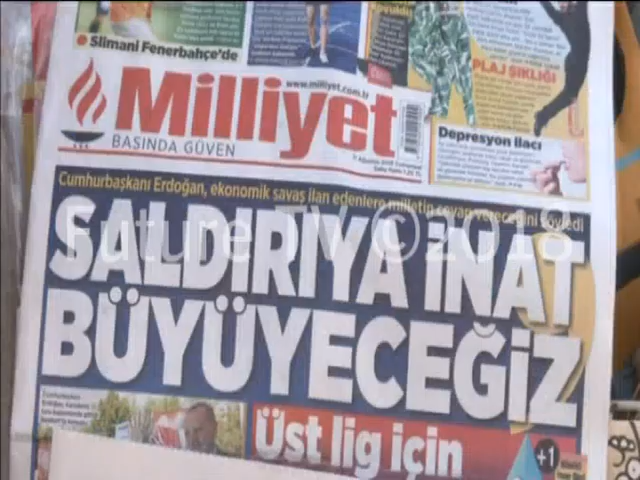 Slimani Fenerbahçe'de
PLAJ ŞIKLIĞI
www.milliyet.com.tr
Milliyet
BASINDA GÜVEN
Depresyon ilacı
Cumhurbaşkanı Erdoğan, ekonomik savaş ilan edenlere milletin cevap vereceğini söyledi
SALDIRIYA İNAT
BÜYÜYECEĞİZ
Future TV ©2018
Üst lig için
+1